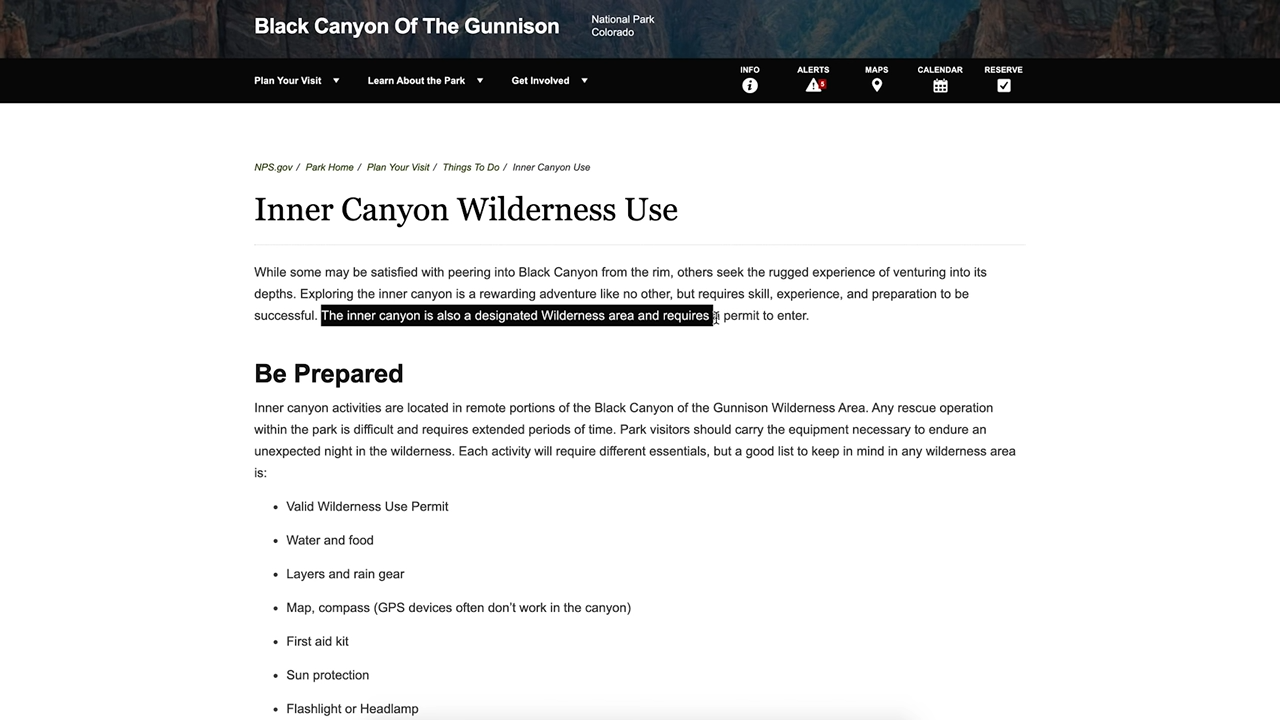 Black Canyon Of The Gunnison
National Park
Colorado
Plan Your Visit
Learn About the Park
Get Involved
INFO
ALERTS
5
MAPS
CALENDAR
RESERVE
NPS.gov / Park Home / Plan Your Visit / Things To Do / Inner Canyon Use
Inner Canyon Wilderness Use
While some may be satisfied with peering into Black Canyon from the rim, others seek the rugged experience of venturing into its
depths. Exploring the inner canyon is a rewarding adventure like no other, but requires skill, experience, and preparation to be
successful. The inner canyon is also a designated Wilderness area and requires a permit to enter.
Be Prepared
Inner canyon activities are located in remote portions of the Black Canyon of the Gunnison Wilderness Area. Any rescue operation
within the park is difficult and requires extended periods of time. Park visitors should carry the equipment necessary to endure an
unexpected night in the wilderness. Each activity will require different essentials, but a good list to keep in mind in any wilderness area
is:
• Valid Wilderness Use Permit
• Water and food
• Layers and rain gear
• Map, compass (GPS devices often don't work in the canyon)
• First aid kit
• Sun protection
• Flashlight or Headlamp